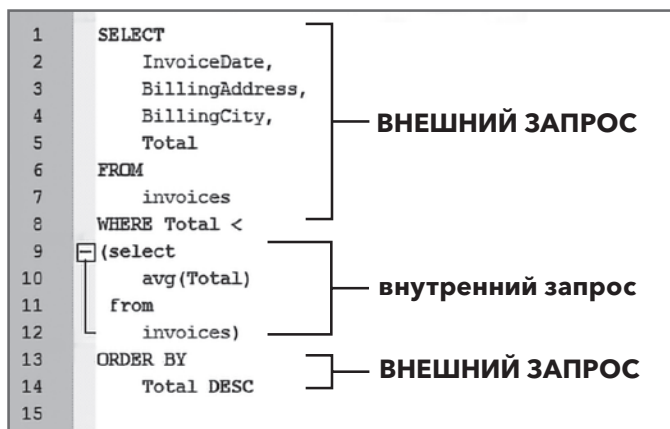 1 SELECT
2 InvoiceDate,
3 BillingAddress,
4 BillingCity,
5 Total
6 FROM
7 invoices
8 WHERE Total <
9 (select
10 avg(Total)
11 from
12 invoices)
13 ORDER BY
14 Total DESC
15
ВНЕШНИЙ ЗАПРОС
внутренний запрос
ВНЕШНИЙ ЗАПРОС